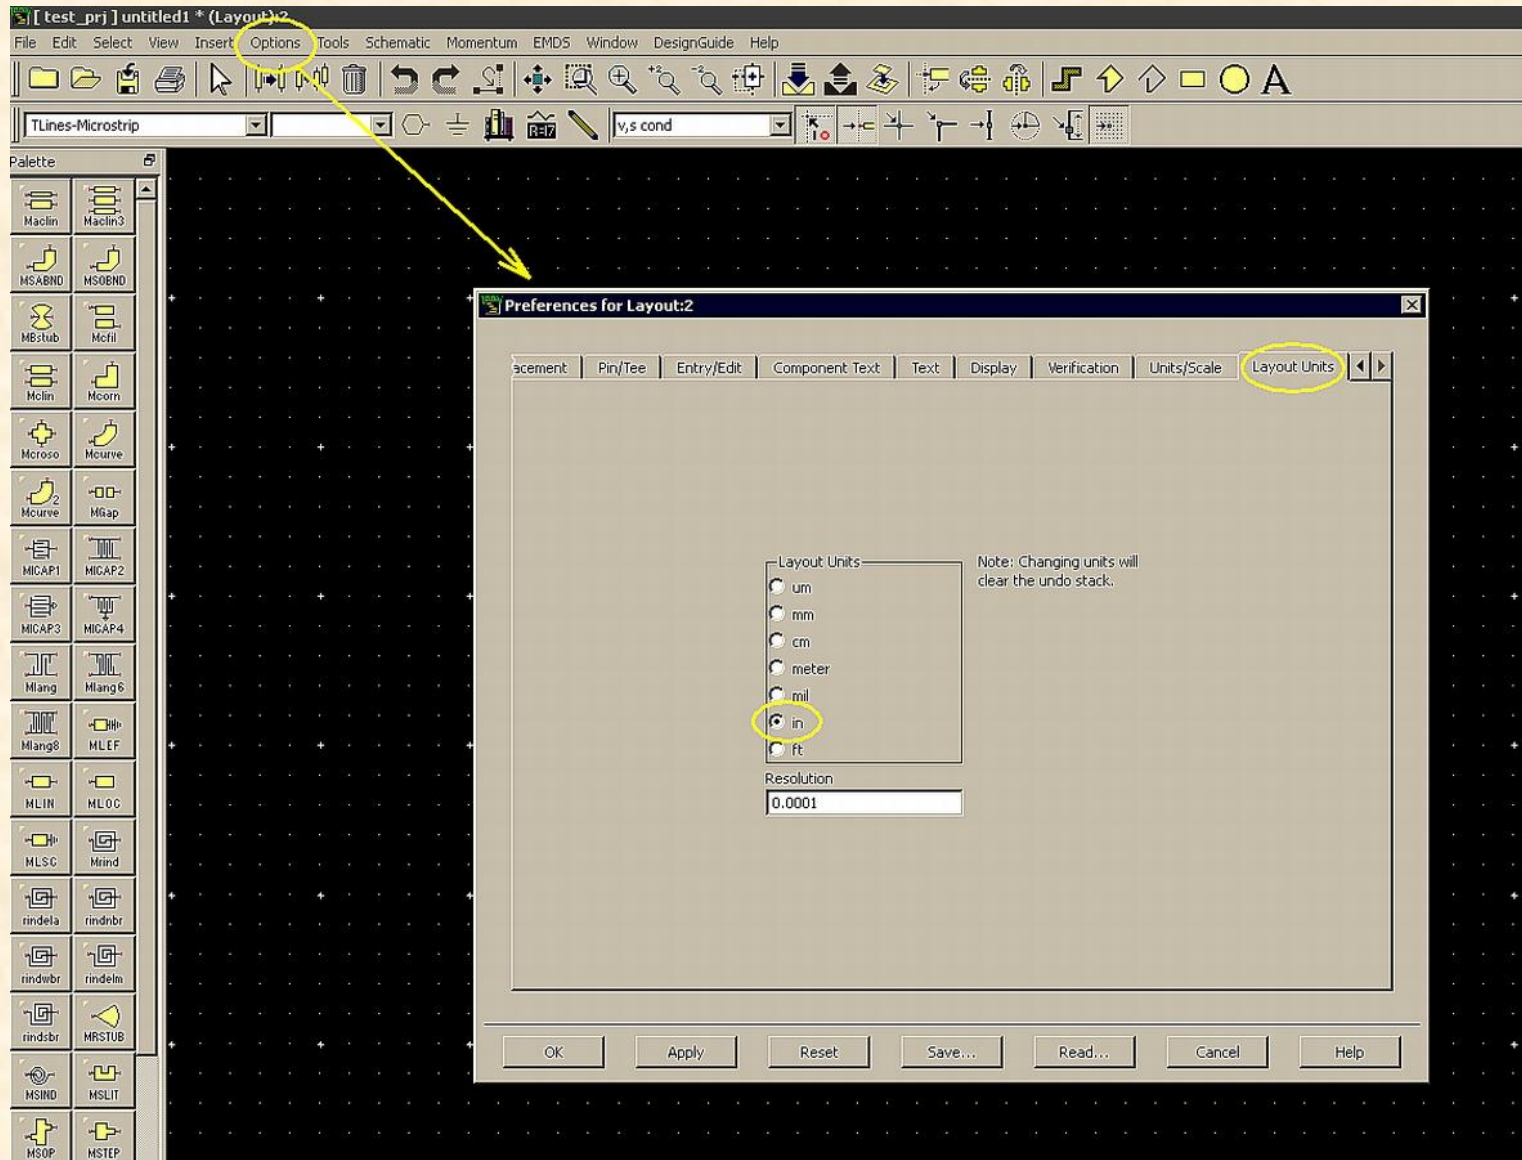 [ test_prj ] untitled1 * (Layout):2
File Edit Select View Insert Options Tools Schematic Momentum EMDS Window DesignGuide Help
A
TLines-Microstrip v,s cond
Palette
Maclin Maclin3
MSABND MSOBND
MBstub Mcfil
Mclin Mcorn
Mcroso Mcurve
Mcurve 2 MGap
MICAP1 MICAP2
MICAP3 MICAP4
Mlang Mlang6
Mlang8 MLEF
MLIN MLOC
MLSC Mrind
rindela rindnbr
rindwbr rindelm
rindsbr MRSTUB
MSIND MSLIT
MSOP MSTEP
Preferences for Layout:2
acement Pin/Tee Entry/Edit Component Text Text Display Verification Units/Scale Layout Units
Layout Units
um
mm
cm
meter
mil
in
ft
Note: Changing units will
clear the undo stack.
Resolution
0.0001
OK Apply Reset Save... Read... Cancel Help